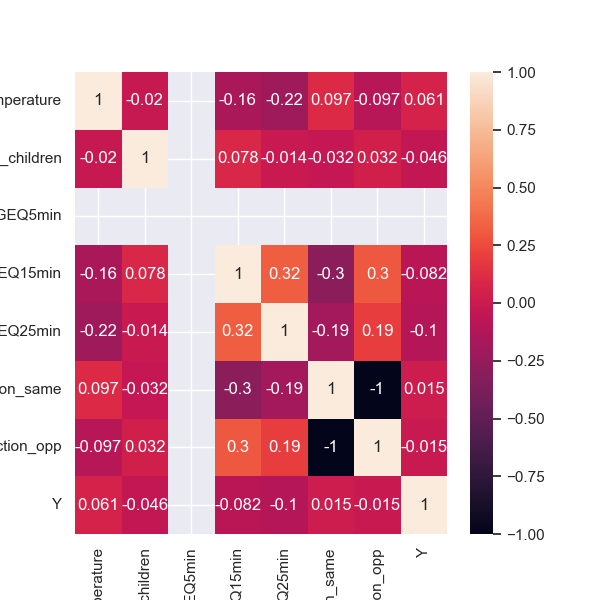 1.00
nperature 1 -0.02 -0.16 -0.22 0.097 -0.097 0.061
0.75
_children -0.02 1 0.078 -0.014 -0.032 0.032 -0.046
0.50
GEQ5min
0.25
EQ15min -0.16 0.078 1 0.32 -0.3 0.3 -0.082
0.00
EQ25min -0.22 -0.014 0.32 1 -0.19 0.19 -0.1
−0.25
on_same 0.097 -0.032 -0.3 -0.19 1 -1 0.015
ction_opp -0.097 0.032 0.3 0.19 -1 1 -0.015
−0.50
−0.75
Y 0.061 -0.046 -0.082 -0.1 0.015 -0.015 1
−1.00
perature
children
EQ5min
Q15min
Q25min
n_same
on_opp
Y